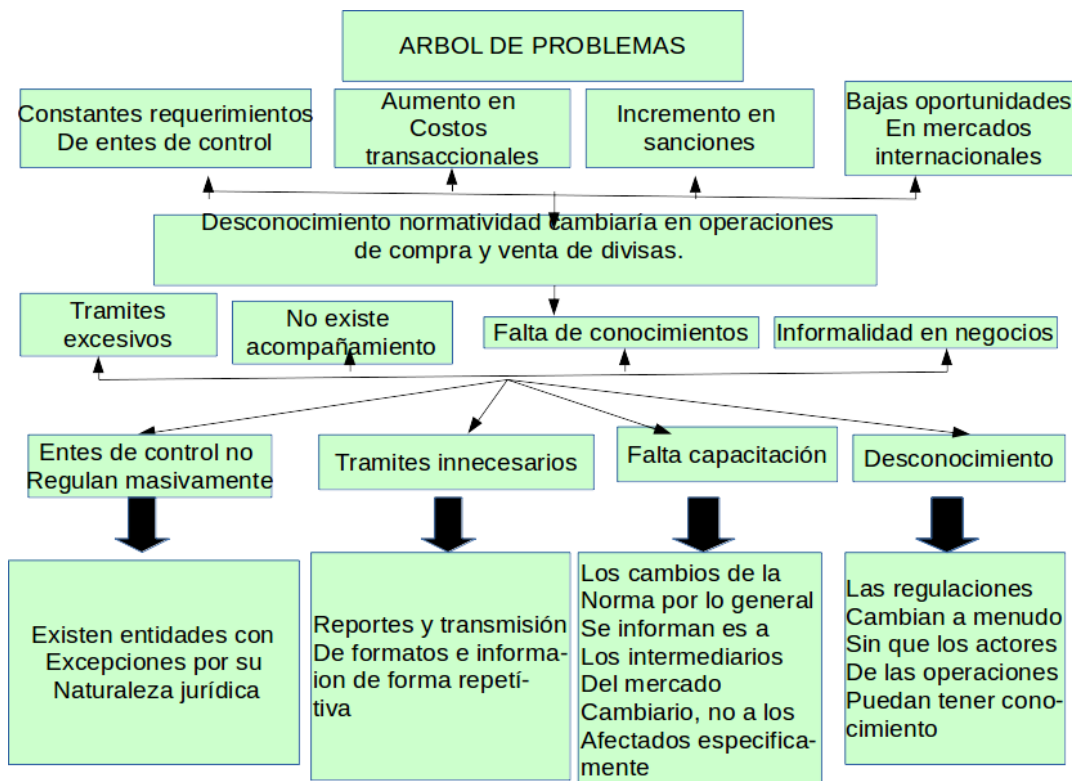 ARBOL DE PROBLEMAS
Constantes requerimientos
De entes de control
Aumento en
Costos
transaccionales
Incremento en
sanciones
Bajas oportunidades
En mercados
internacionales
Desconocimiento normatividad cambiaría en operaciones
de compra y venta de divisas.
Tramites
excesivos
No existe
acompañamiento
Falta de conocimientos
Informalidad en negocios
Entes de control no
Regulan masivamente
Tramites innecesarios
Falta capacitación
Desconocimiento
Existen entidades con
Excepciones por su
Naturaleza jurídica
Reportes y transmisión
De formatos e informa-
ion de forma repetí-
tiva
Los cambios de la
Norma por lo general
Se informan es a
Los intermediarios
Del mercado
Cambiario, no a los
Afectados especifica-
mente
Las regulaciones
Cambian a menudo
Sin que los actores
De las operaciones
Puedan tener cono-
cimiento